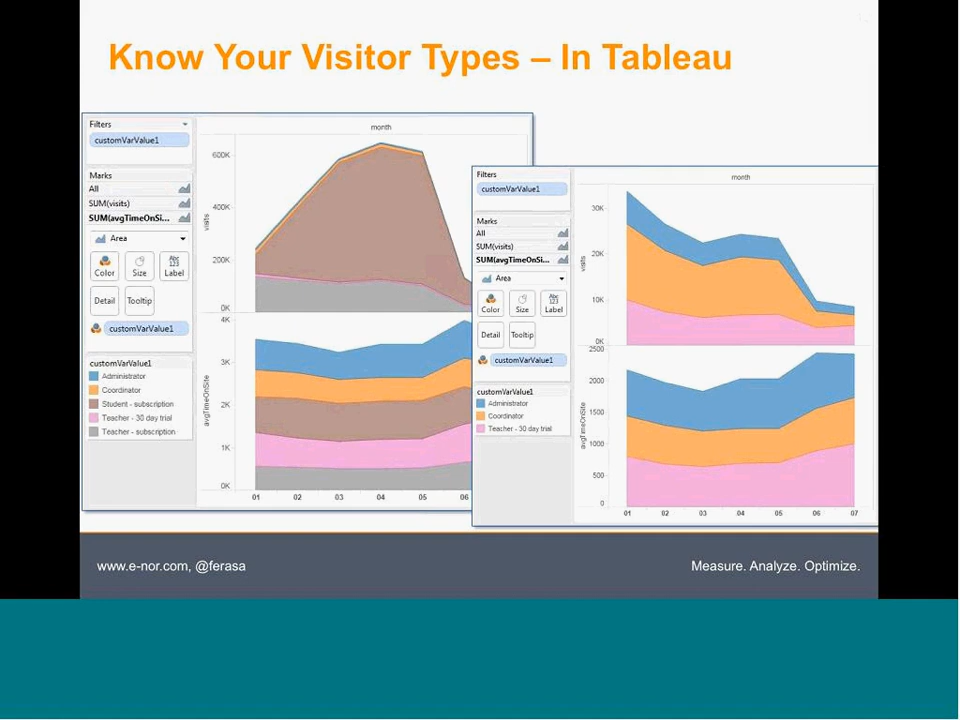 Know Your Visitor Types – In Tableau
Filters
customVarValue1
Marks
All
SUM(visits)
SUM(avgTimeOnSi...
Area
Color
Size
Abc
123
Label
Detail
Tooltip
customVarValue1
customVarValue1
Administrator
Coordinator
Student - subscription
Teacher - 30 day trial
Teacher - subscription
month
visits
600K
400K
200K
0K
avgTimeOnSite
4K
3K
2K
1K
0K
01 02 03 04 05 06
Filters
customVarValue1
Marks
All
SUM(visits)
SUM(avgTimeOnSi...
Area
Color
Size
Abc
123
Label
Detail
Tooltip
customVarValue1
customVarValue1
Administrator
Coordinator
Teacher - 30 day trial
month
visits
30K
20K
10K
0K
avgTimeOnSite
2500
2000
1500
1000
500
0
01 02 03 04 05 06 07
www.e-nor.com, @ferasa
Measure. Analyze. Optimize.